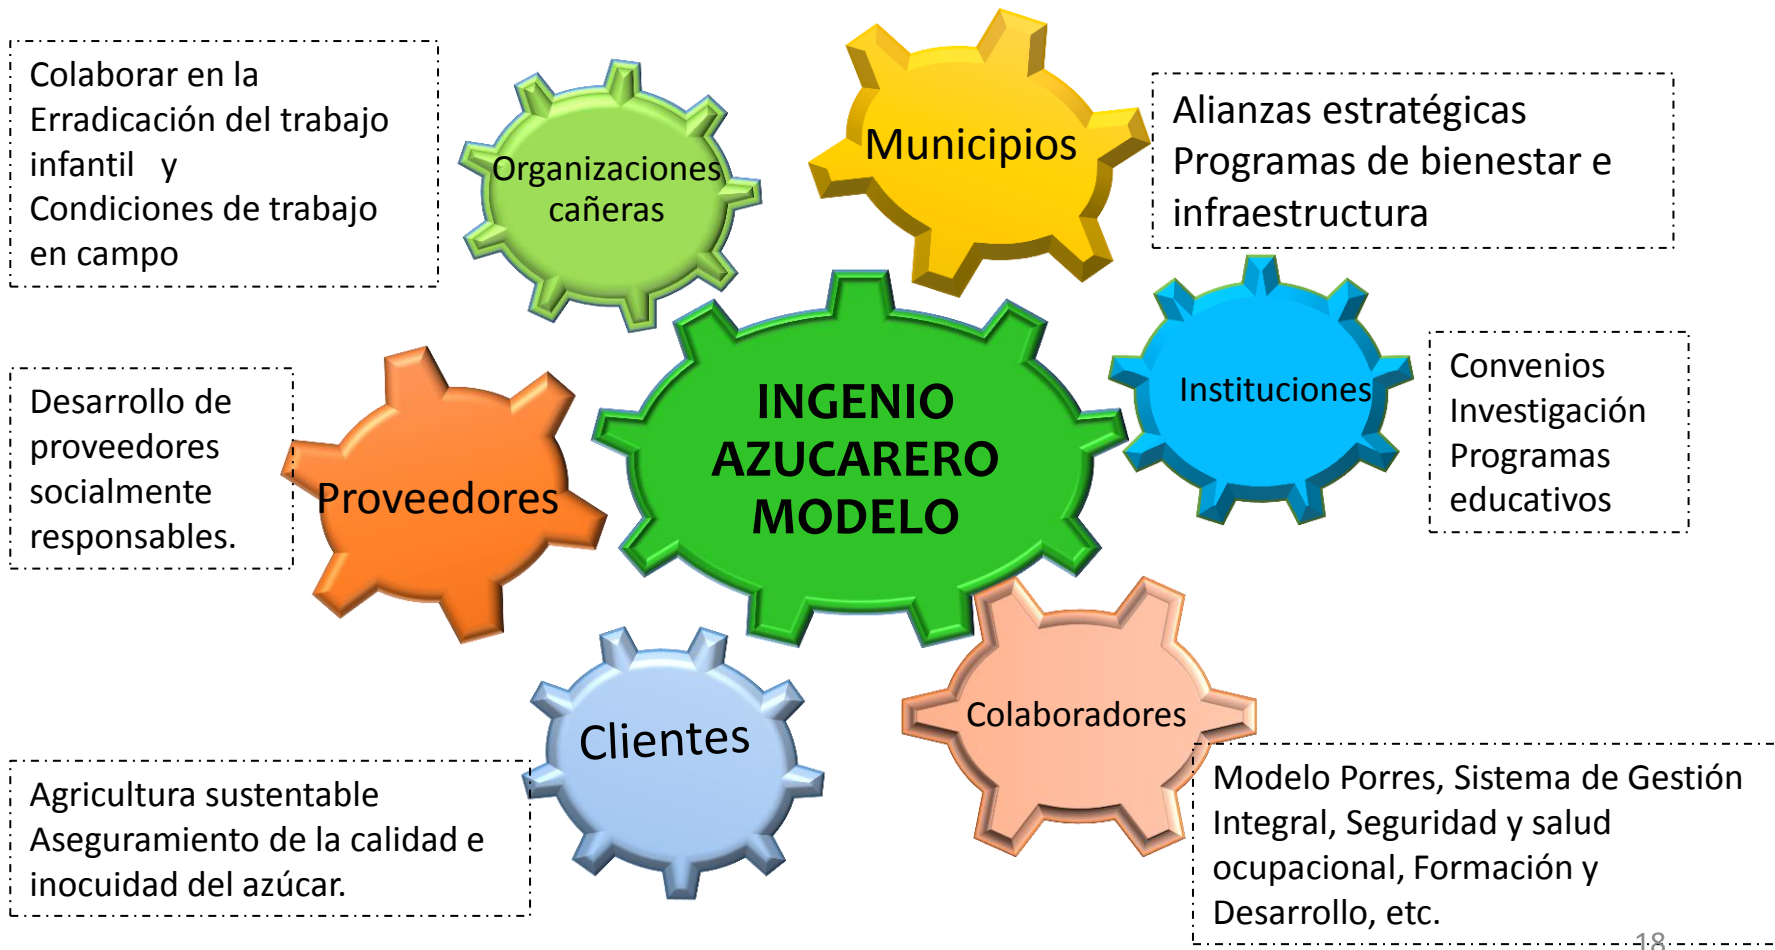 Colaborar en la
Erradicación del trabajo
infantil y
Condiciones de trabajo
en campo
Organizaciones
cañeras
Municipios
Alianzas estratégicas
Programas de bienestar e
infraestructura
Desarrollo de
proveedores
socialmente
responsables.
Proveedores
INGENIO
AZUCARERO
MODELO
Instituciones
Convenios
Investigación
Programas
educativos
Clientes
Agricultura sustentable
Aseguramiento de la calidad e
inocuidad del azúcar.
Colaboradores
Modelo Porres, Sistema de Gestión
Integral, Seguridad y salud
ocupacional, Formación y
Desarrollo, etc.
18